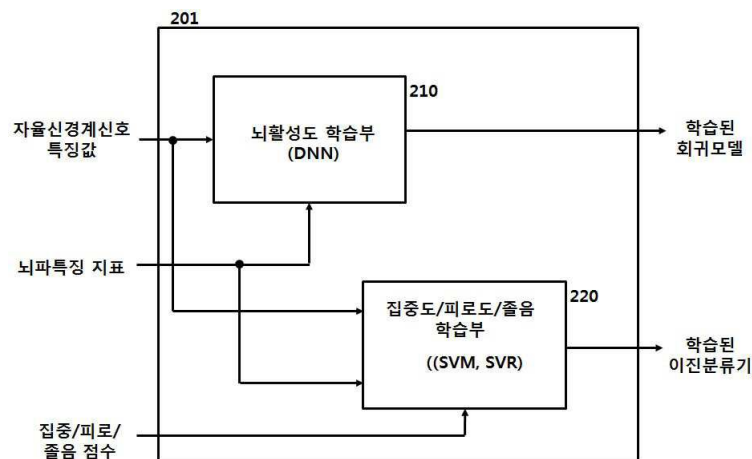 201
210
자율신경계신호
특징값
뇌활성도 학습부
(DNN)
학습된
회귀모델
뇌파특징 지표
220
집중도/피로도/졸음
학습부
((SVM, SVR)
학습된
이진분류기
집중/피로/
졸음 점수